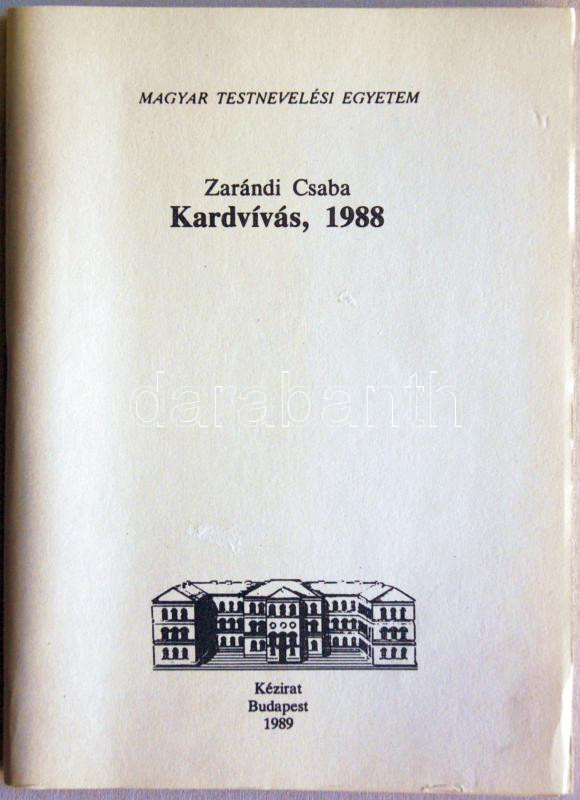 MAGYAR TESTNEVELÉSI EGYETEM
Zarándi Csaba
Kardvívás, 1988
darabanth
Kézirat
Budapest
1989